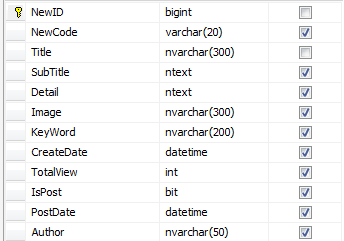 NewID bigint
NewCode varchar(20)
Title nvarchar(300)
SubTitle ntext
Detail ntext
Image nvarchar(300)
KeyWord nvarchar(200)
CreateDate datetime
TotalView int
IsPost bit
PostDate datetime
Author nvarchar(50)